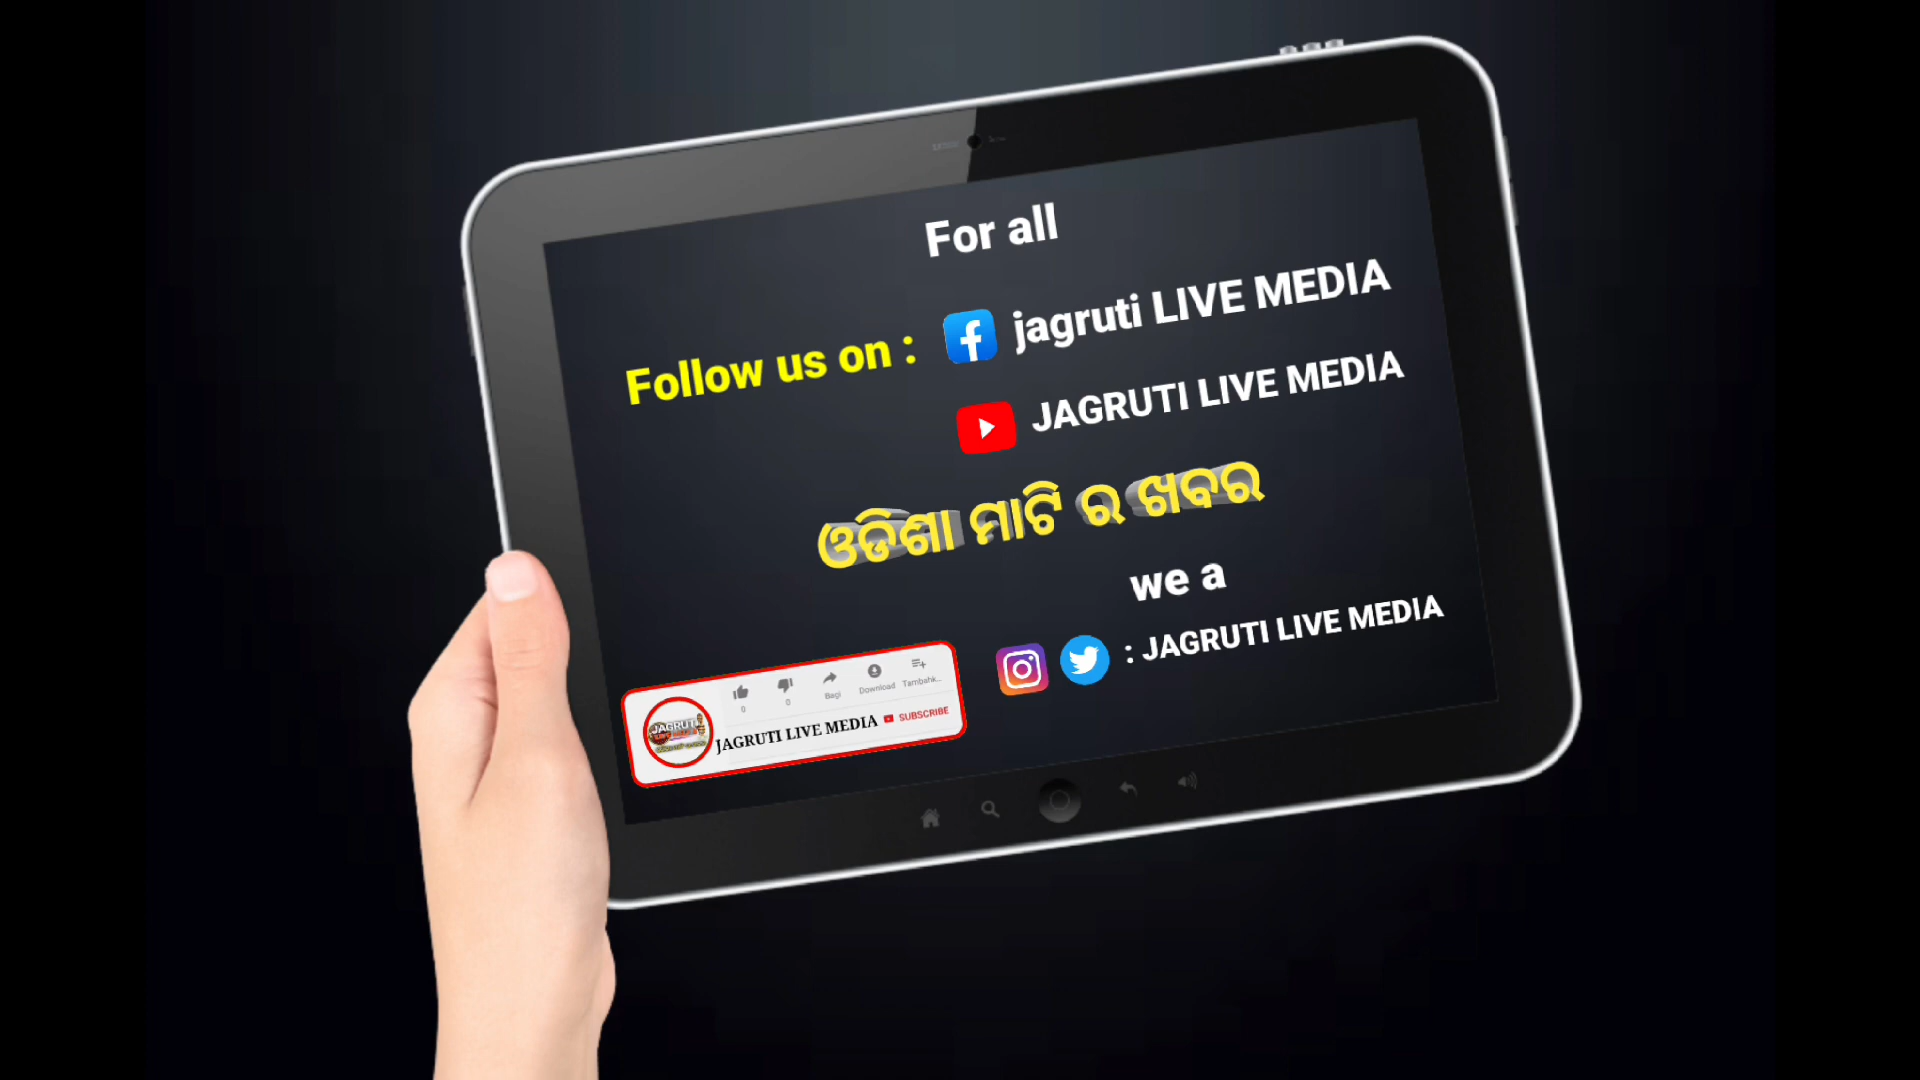 For all
Follow us on :
jagruti LIVE MEDIA
JAGRUTI LIVE MEDIA
ଓଡିଶା ମାଟି ର ଖବର
we a
: JAGRUTI LIVE MEDIA
0 0 Bagi Download Tambahk...
JAGRUTI LIVE MEDIA SUBSCRIBE
JAGRUTI